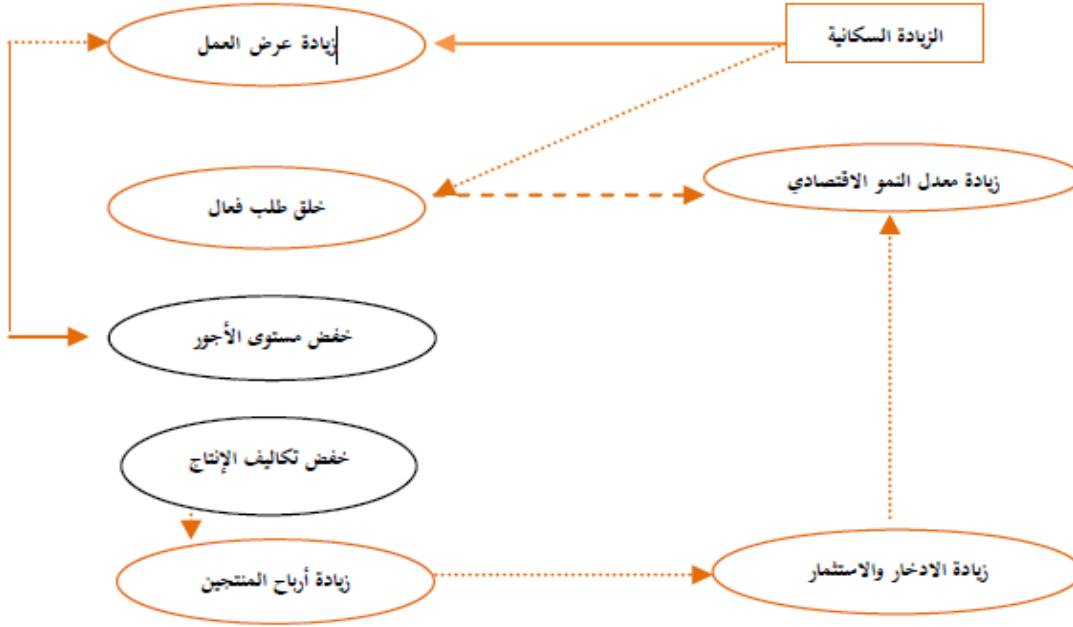 الزيادة السكانية
زيادة عرض العمل
زيادة معدل النمو الاقتصادي
خلق طلب فعال
خفض مستوى الأجور
خفض تكاليف الإنتاج
زيادة الادخار والاستثمار
زيادة أرباح المنتجين